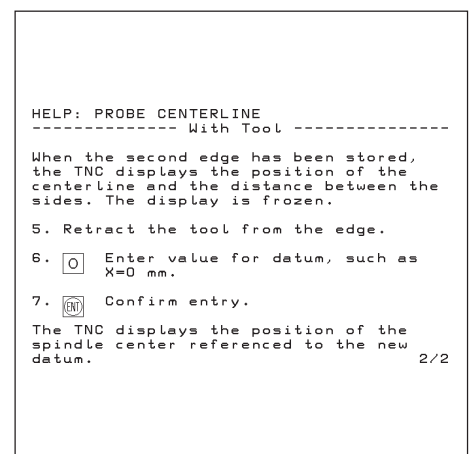 HELP: PROBE CENTERLINE
-------------- With Tool ---------------
When the second edge has been stored,
the TNC displays the position of the
centerline and the distance between the
sides. The display is frozen.
5. Retract the tool from the edge.
6. 0 Enter value for datum, such as
X=0 mm.
7. ENT Confirm entry.
The TNC displays the position of the
spindle center referenced to the new
datum. 2/2